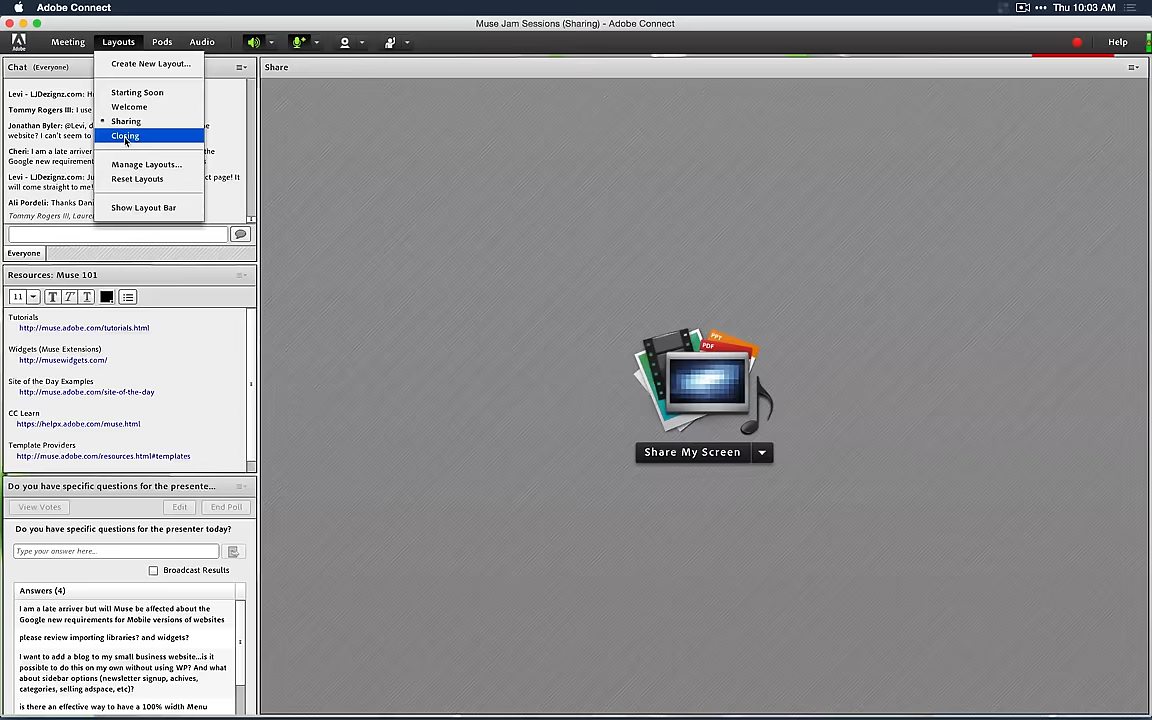 Adobe Connect
Thu 10:03 AM
Muse Jam Sessions (Sharing) - Adobe Connect
Adobe
Meeting
Layouts
Pods
Audio
Help
Create New Layout...
Starting Soon
Welcome
Sharing
Closing
Manage Layouts...
Reset Layouts
Show Layout Bar
Chat (Everyone)
Levi - LJDezignz.com:
Tommy Rogers III: I use
Jonathan Byler: @Levi,
website? I can't seem to
Cheri: I am a late arriver
the
Google new requirement
Levi - LJDezignz.com:
ct page! It
will come straight to me!
Ali Pordeli: Thanks Dani
Tommy Rogers III, Laure
Everyone
Resources: Muse 101
11
T T T
Tutorials
http://muse.adobe.com/tutorials.html
Widgets (Muse Extensions)
http://musewidgets.com/
Site of the Day Examples
http://muse.adobe.com/site-of-the-day
CC Learn
https://helpx.adobe.com/muse.html
Template Providers
http://muse.adobe.com/resources.html#templates
Do you have specific questions for the presente...
View Votes
Edit
End Poll
Do you have specific questions for the presenter today?
Type your answer here...
Broadcast Results
Answers (4)
I am a late arriver but will Muse be affected about the
Google new requirements for Mobile versions of websites
please review importing libraries? and widgets?
I want to add a blog to my small business website...is it
possible to do this on my own without using WP? And what
about sidebar options (newsletter signup, achives,
categories, selling adspace, etc)?
is there an effective way to have a 100% width Menu
Share
PPT
PDF
Share My Screen